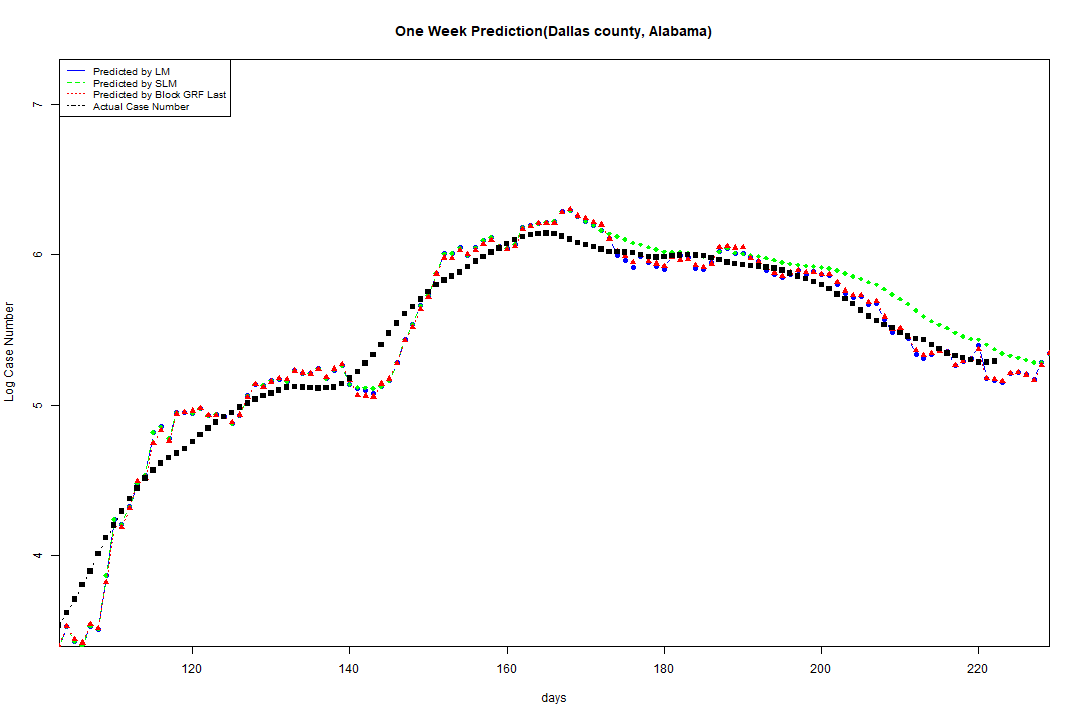 One Week Prediction(Dallas county, Alabama)
Predicted by LM
Predicted by SLM
Predicted by Block GRF Last
Actual Case Number
Log Case Number
7
6
5
4
120 140 160 180 200 220
days